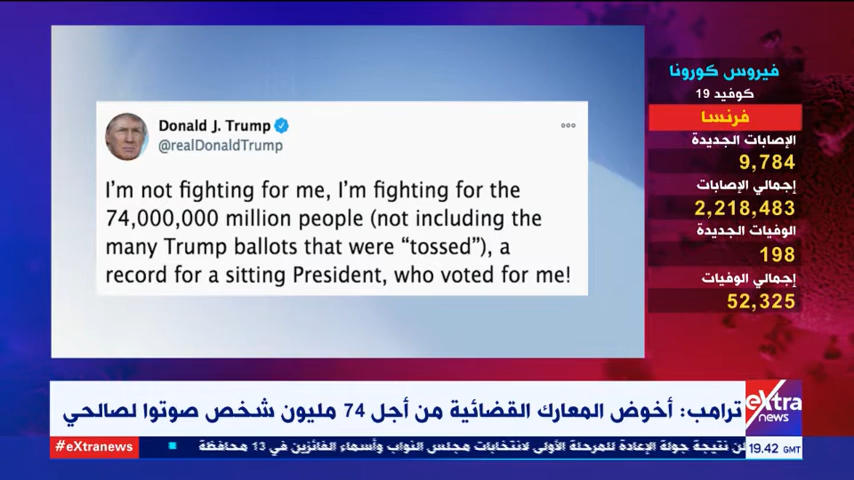 Donald J. Trump
@realDonaldTrump
I'm not fighting for me, I'm fighting for the
74,000,000 million people (not including the
many Trump ballots that were “tossed”), a
record for a sitting President, who voted for me!
فيروس كورونا
كوفيد 19
فرنسا
الإصابات الجديدة
9,784
إجمالي الإصابات
2,218,483
الوفيات الجديدة
198
إجمالي الوفيات
52,325
ترامب: أخوض المعارك القضائية من أجل 74 مليون شخص صوتوا لصالحي
eXtra
news
#eXtranews
نتيجة جولة الإعادة للمرحلة الأولى لانتخابات مجلس النواب وأسماء الفائزين في 13 محافظة
19.42 GMT